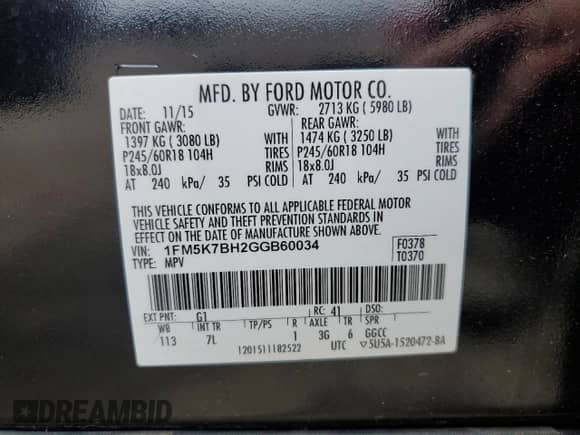 MFD. BY FORD MOTOR CO.
DATE: 11/15 GVWR: 2713 KG ( 5980 LB)
FRONT GAWR: REAR GAWR:
1397 KG ( 3080 LB) 1474 KG ( 3250 LB)
P245/60R18 104H TIRES P245/60R18 104H TIRES
18x8.0J RIMS 18x8.0J RIMS
AT 240 kPa/ 35 PSI COLD AT 240 kPa/ 35 PSI COLD
THIS VEHICLE CONFORMS TO ALL APPLICABLE FEDERAL MOTOR
VEHICLE SAFETY AND THEFT PREVENTION STANDARDS IN
EFFECT ON THE DATE OF MANUFACTURE SHOWN ABOVE.
VIN: 1FM5K7BH2GGB60034 F0378
TYPE: MPV T0370
EXT PNT: G1 RC: 41 DSO:
WB INT TR TP/PS R AXLE TR SPR
113 7L 1 3G 6 GGCC
1201511182522 UTC ▽5U5A-1520472-BA
DREAMBID